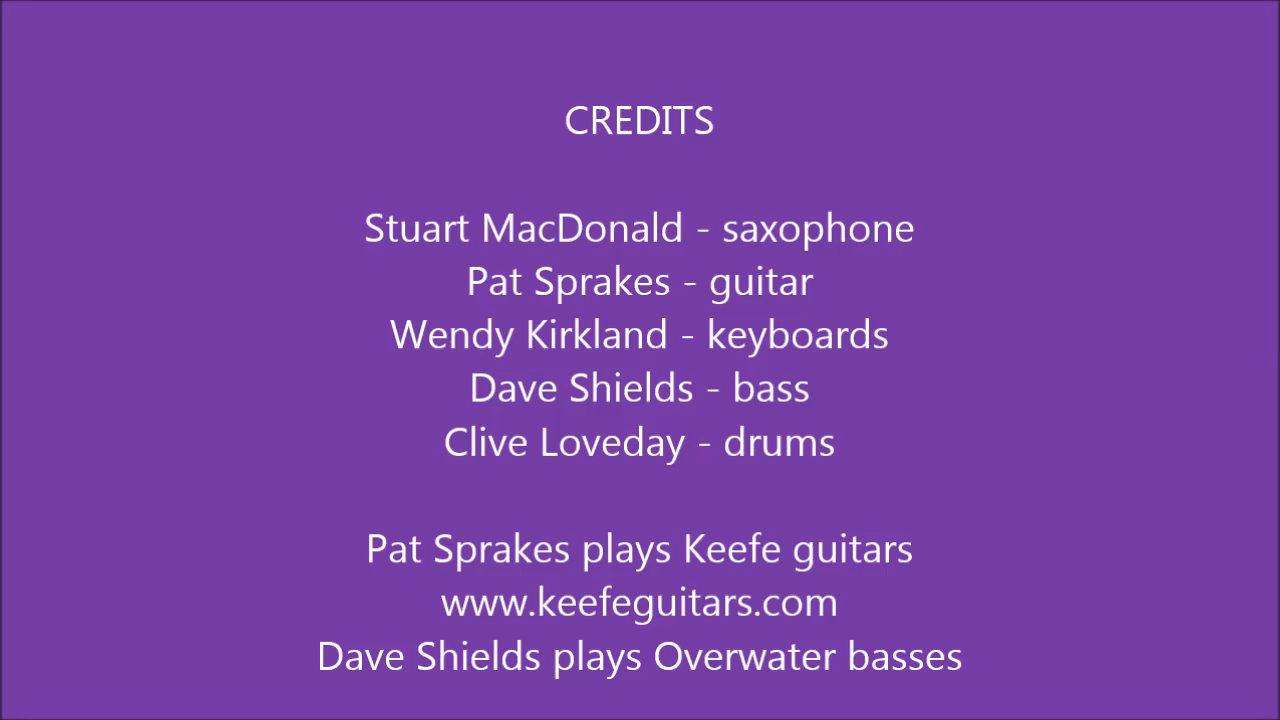 CREDITS
Stuart MacDonald - saxophone
Pat Sprakes - guitar
Wendy Kirkland - keyboards
Dave Shields - bass
Clive Loveday - drums
Pat Sprakes plays Keefe guitars
www.keefeguitars.com
Dave Shields plays Overwater basses